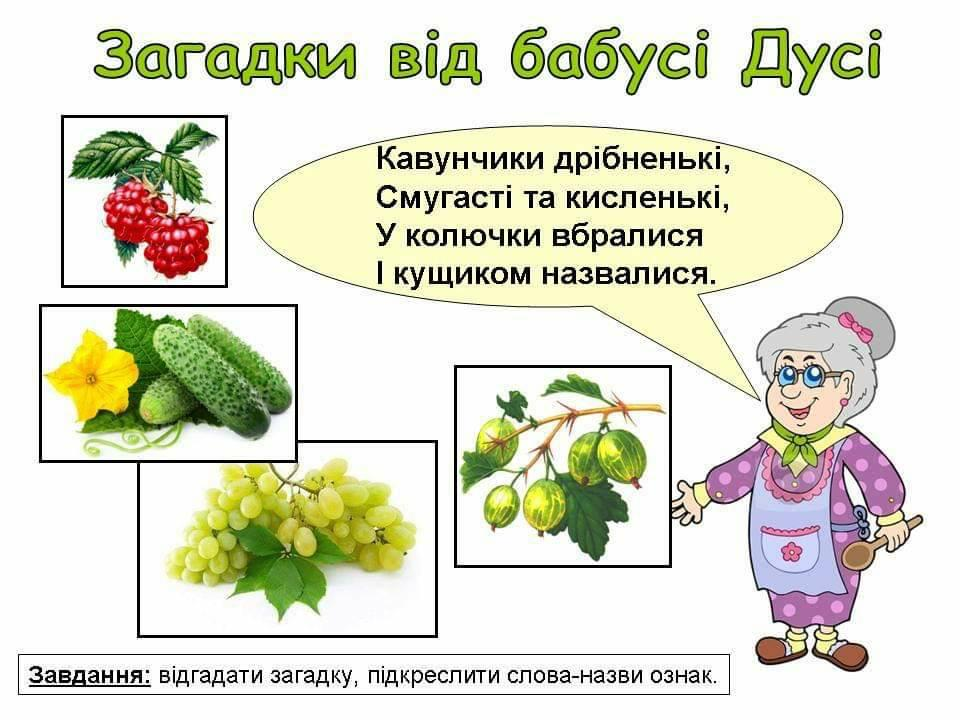 Загадки від бабусі Дусі
Кавунчики дрібненькі,
Смугасті та кисленькі,
У колючки вбралися
І кущиком назвалися.
Завдання: відгадати загадку, підкреслити слова-назви ознак.